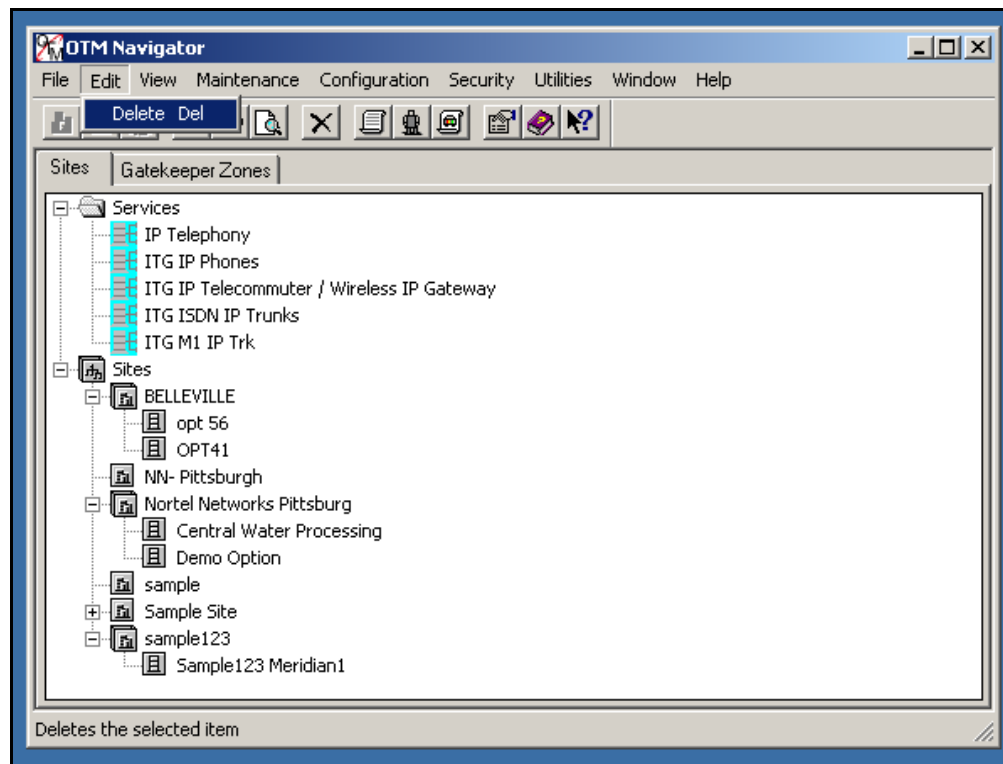 OTM Navigator
File Edit View Maintenance Configuration Security Utilities Window Help
Delete Del
Sites Gatekeeper Zones
Services
IP Telephony
ITG IP Phones
ITG IP Telecommuter / Wireless IP Gateway
ITG ISDN IP Trunks
ITG M1 IP Trk
Sites
BELLEVILLE
opt 56
OPT41
NN- Pittsburgh
Nortel Networks Pittsburg
Central Water Processing
Demo Option
sample
Sample Site
sample123
Sample123 Meridian1
Deletes the selected item